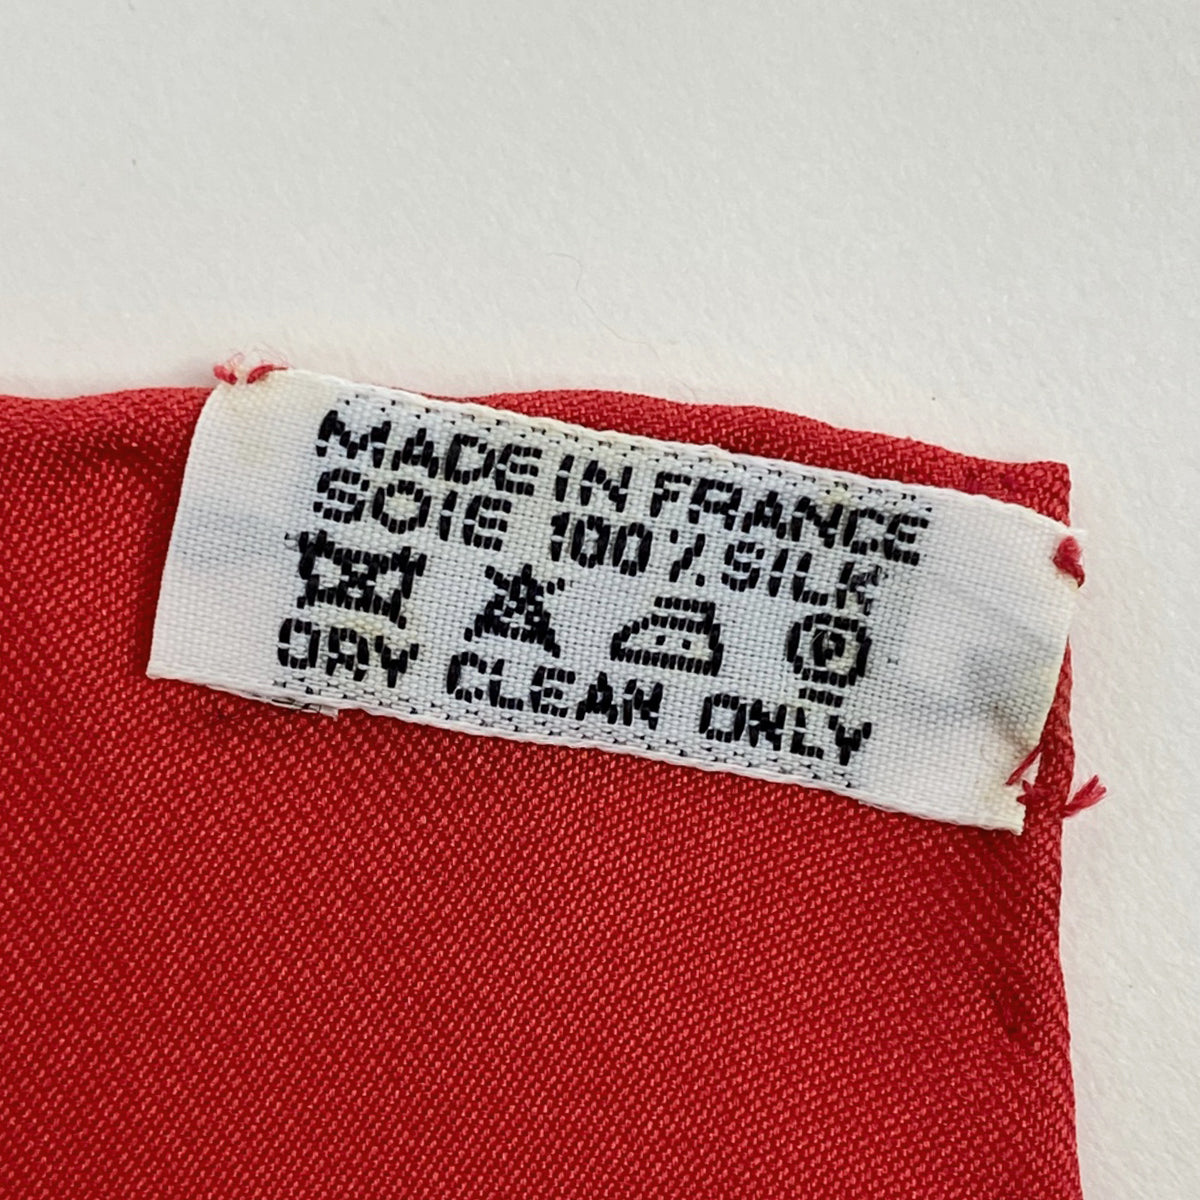 MADE IN FRANCE
SOIE 100% SILK
P
DRY CLEAN ONLY